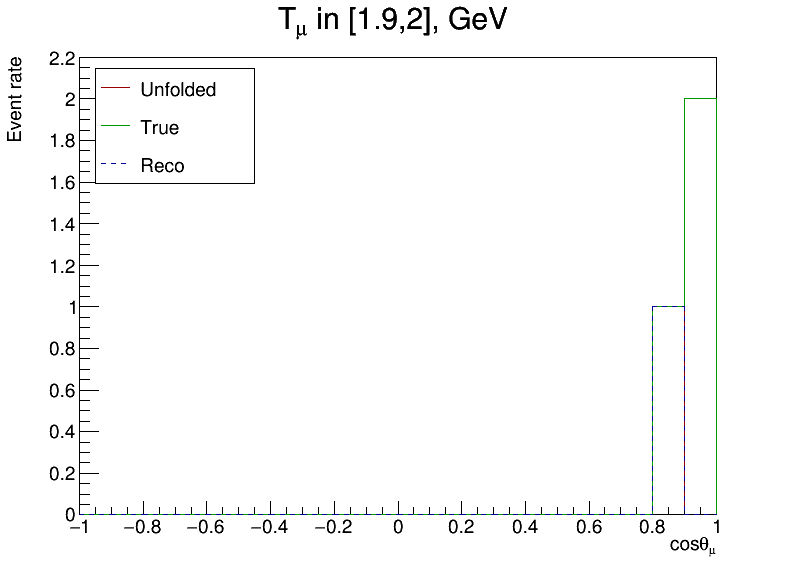 T_μ in [1.9,2], GeV
Event rate
2.2
2
1.8
1.6
1.4
1.2
1
0.8
0.6
0.4
0.2
0
Unfolded
True
Reco
−1 −0.8 −0.6 −0.4 −0.2 0 0.2 0.4 0.6 0.8 1
cosθ_μ